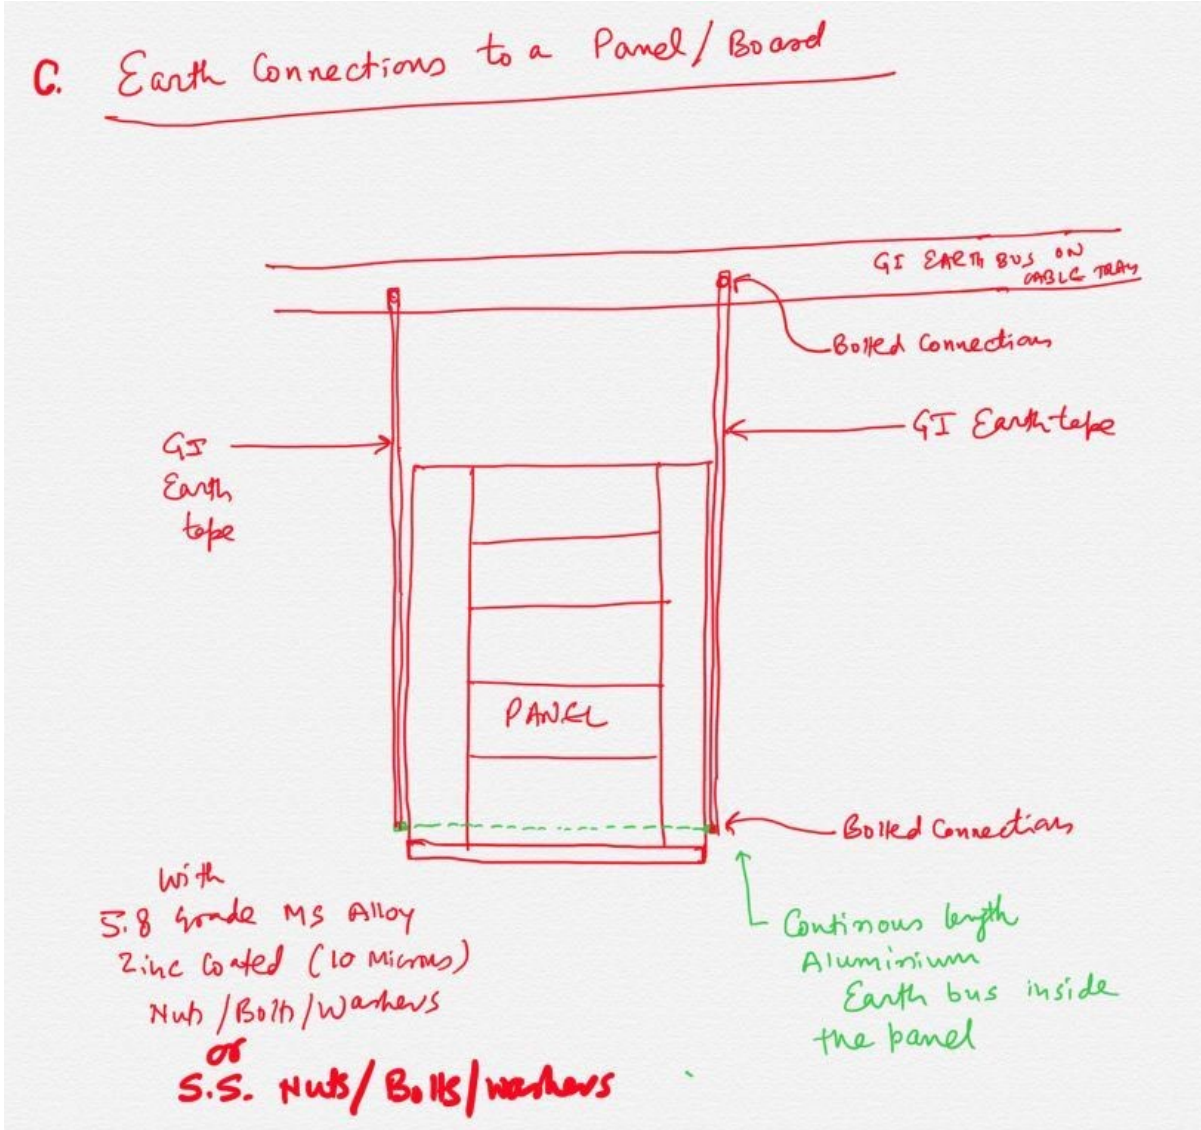 C. Earth Connections to a Panel/Board
GI EARTH BUS ON
CABLE TRAY
Bolted Connections
GI Earth tape
GI
Earth
tape
PANEL
Bolted Connections
With
5.8 Grade MS Alloy
Zinc Coated (10 Microns)
Nuts/Bolts/Washers
or
S.S. Nuts/Bolts/washers
Continous length
Aluminium
Earth bus inside
the panel